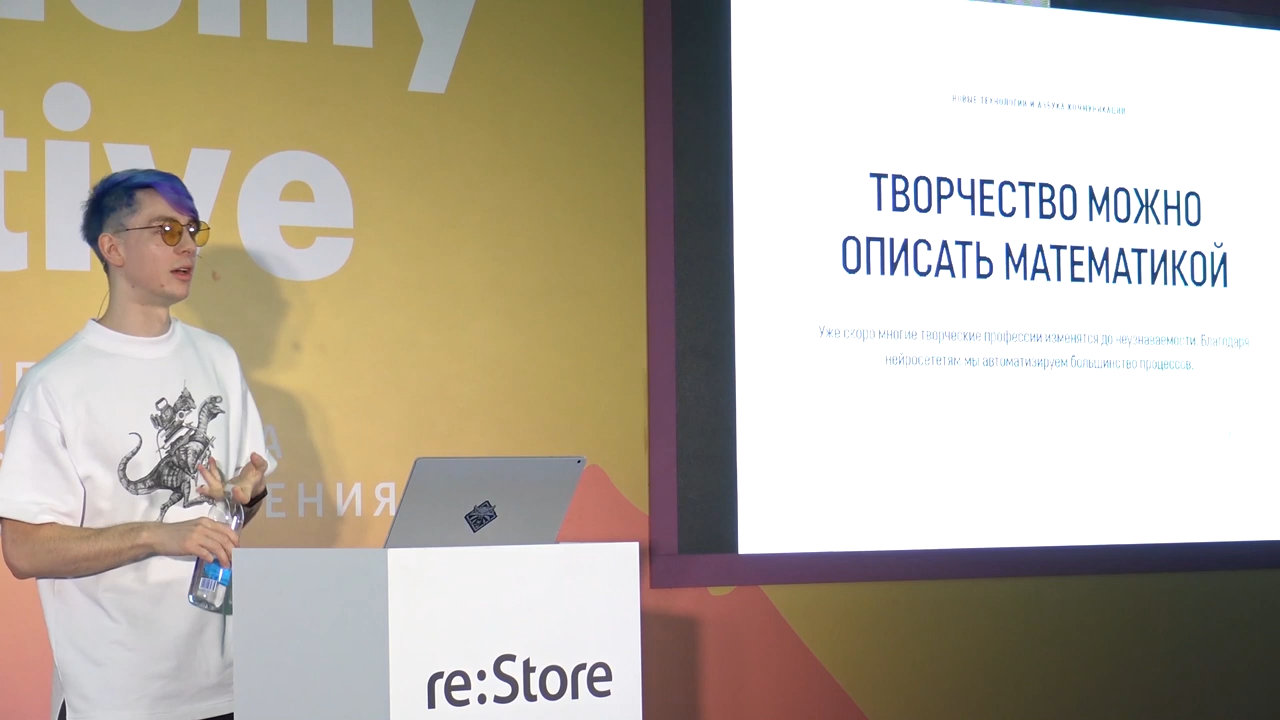 tive
А
ЕНИЯ
re:Store
НОВЫЕ ТЕХНОЛОГИИ И АЗБУКА КОММУНИКАЦИИ
ТВОРЧЕСТВО МОЖНО
ОПИСАТЬ МАТЕМАТИКОЙ
Уже скоро многие творческие профессии изменятся до неузнаваемости. Благодаря
нейросетям мы автоматизируем большинство процессов.